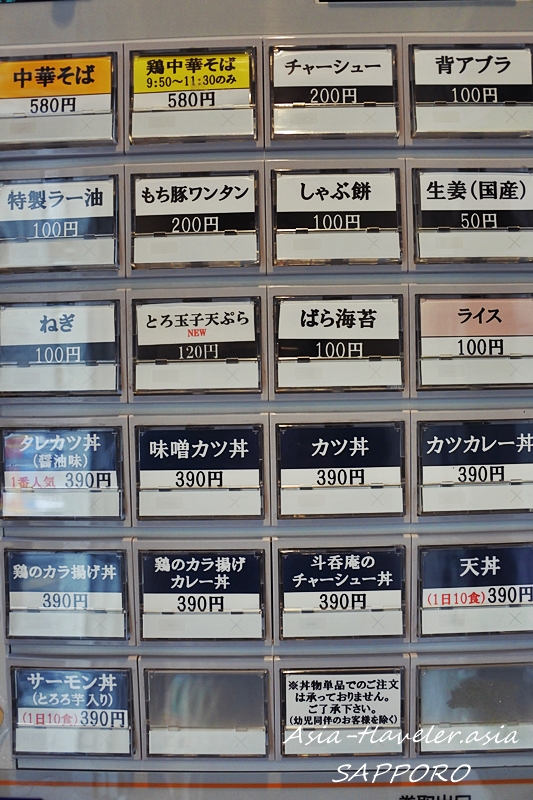 中華そば
580円
鶏中華そば
9:50～11:30のみ
580円
チャーシュー
200円
背アブラ
100円
特製ラー油
100円
もち豚ワンタン
200円
しゃぶ餅
100円
生姜(国産)
50円
ねぎ
100円
とろ玉子天ぷら
NEW
120円
ばら海苔
100円
ライス
100円
タレカツ丼
(醤油味)
1番人気 390円
味噌カツ丼
390円
カツ丼
390円
カツカレー丼
390円
鶏のカラ揚げ丼
390円
鶏のカラ揚げ
カレー丼
390円
斗呑庵の
チャーシュー丼
390円
天丼
(1日10食)390円
サーモン丼
(とろろ芋入り)
(1日10食)390円
※丼物単品でのご注文
は承っておりません。
ご了承下さい。
(幼児同伴のお客様を除く)
Asia-traveler.asia
SAPPORO